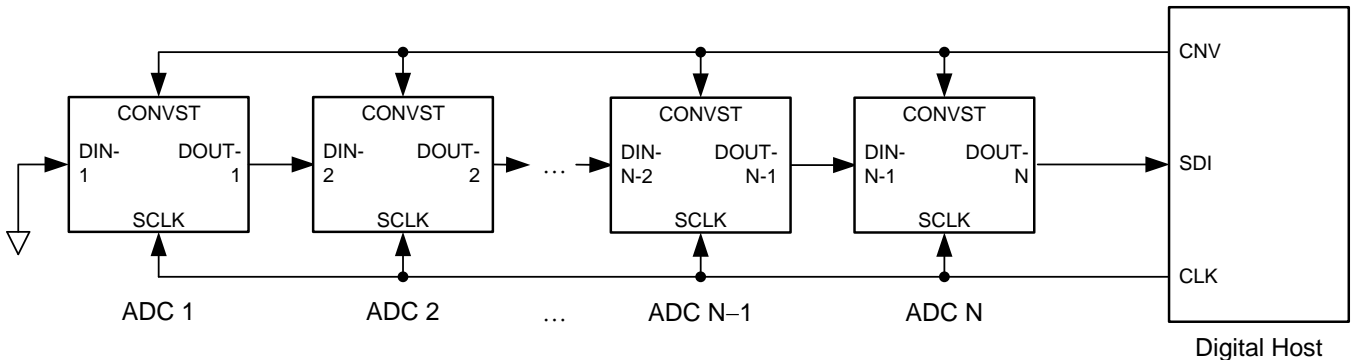 CNV
CONVST
DIN-
1
DOUT-
1
SCLK
CONVST
DIN-
2
DOUT-
2
SCLK
...
CONVST
DIN-
N-2
DOUT-
N-1
SCLK
CONVST
DIN-
N-1
DOUT-
N
SCLK
SDI
CLK
ADC 1
ADC 2
...
ADC N–1
ADC N
Digital Host